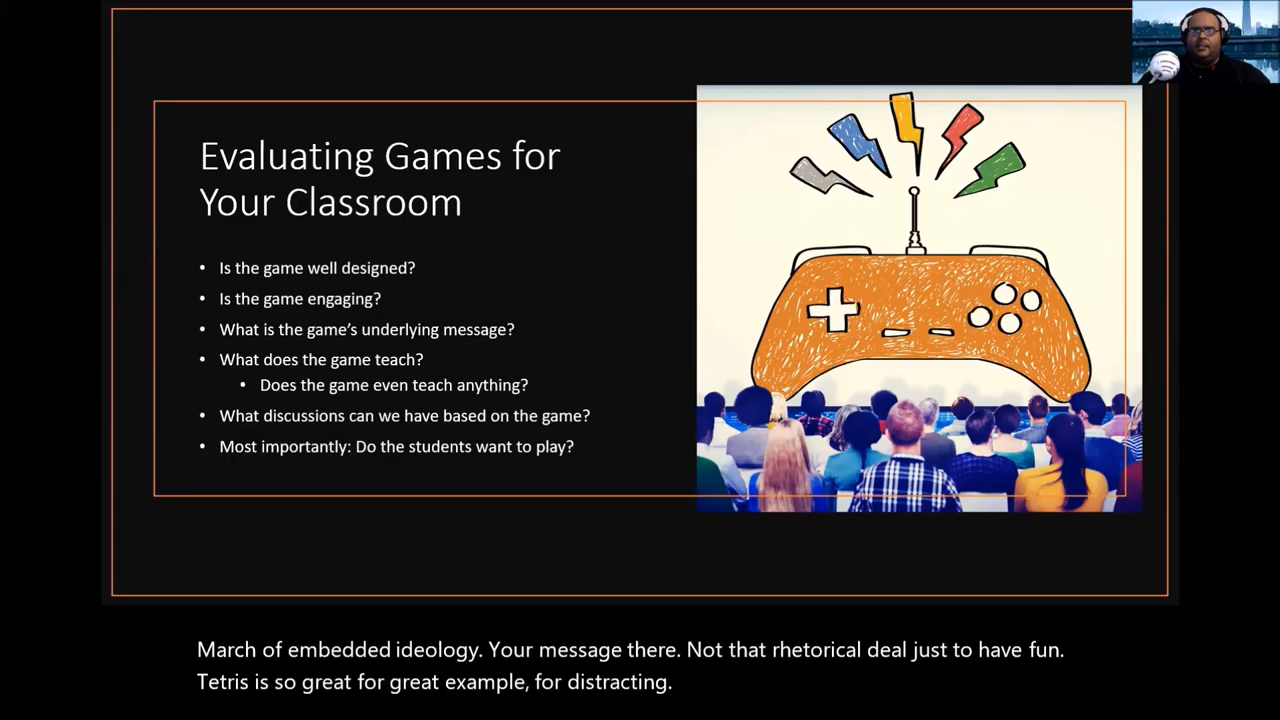 Evaluating Games for
Your Classroom
• Is the game well designed?
• Is the game engaging?
• What is the game’s underlying message?
• What does the game teach?
• Does the game even teach anything?
• What discussions can we have based on the game?
• Most importantly: Do the students want to play?
March of embedded ideology. Your message there. Not that rhetorical deal just to have fun.
Tetris is so great for great example, for distracting.